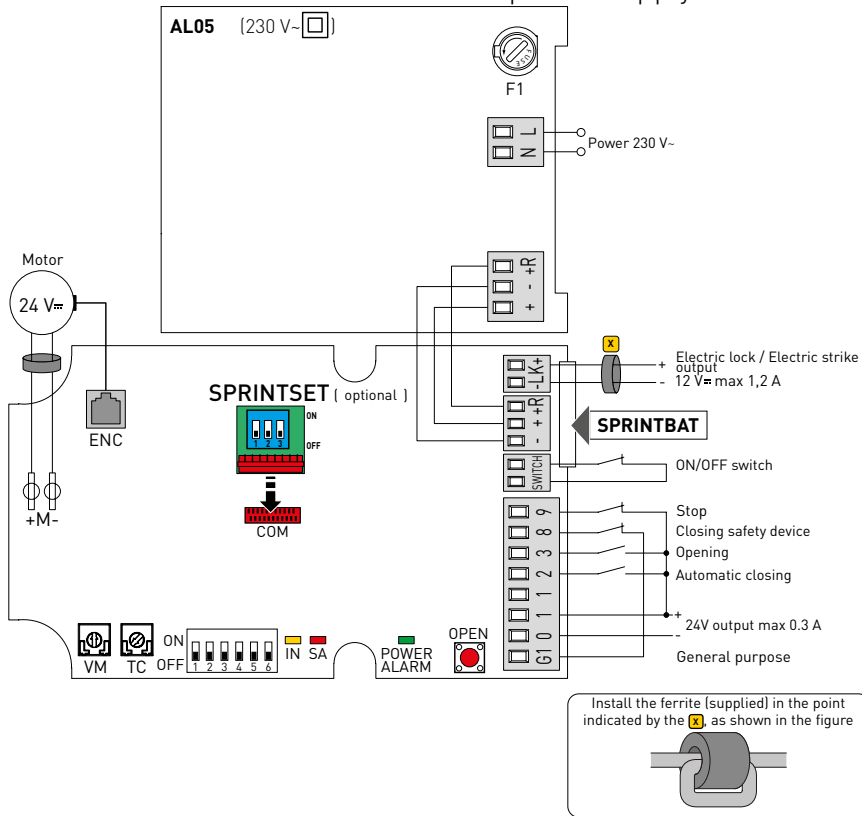 AL05 (230 V~ )
FUSE
F1
L
N
Power 230 V~
+R
-
+
Motor
24 V⎓
ENC
+M-
SPRINTSET ( optional )
ON
OFF
1 2 3
COM
-LK+
x
+
-
Electric lock / Electric strike
output
12 V⎓ max 1,2 A
+R
+
-
SPRINTBAT
SWITCH
ON/OFF switch
9
Stop
8
Closing safety device
3
Opening
2
Automatic closing
1
1
+
24V output max 0.3 A
0
-
G1
General purpose
VM
TC
ON
OFF
1 2 3 4 5 6
IN
SA
POWER
ALARM
OPEN
Install the ferrite (supplied) in the point
indicated by the x, as shown in the figure